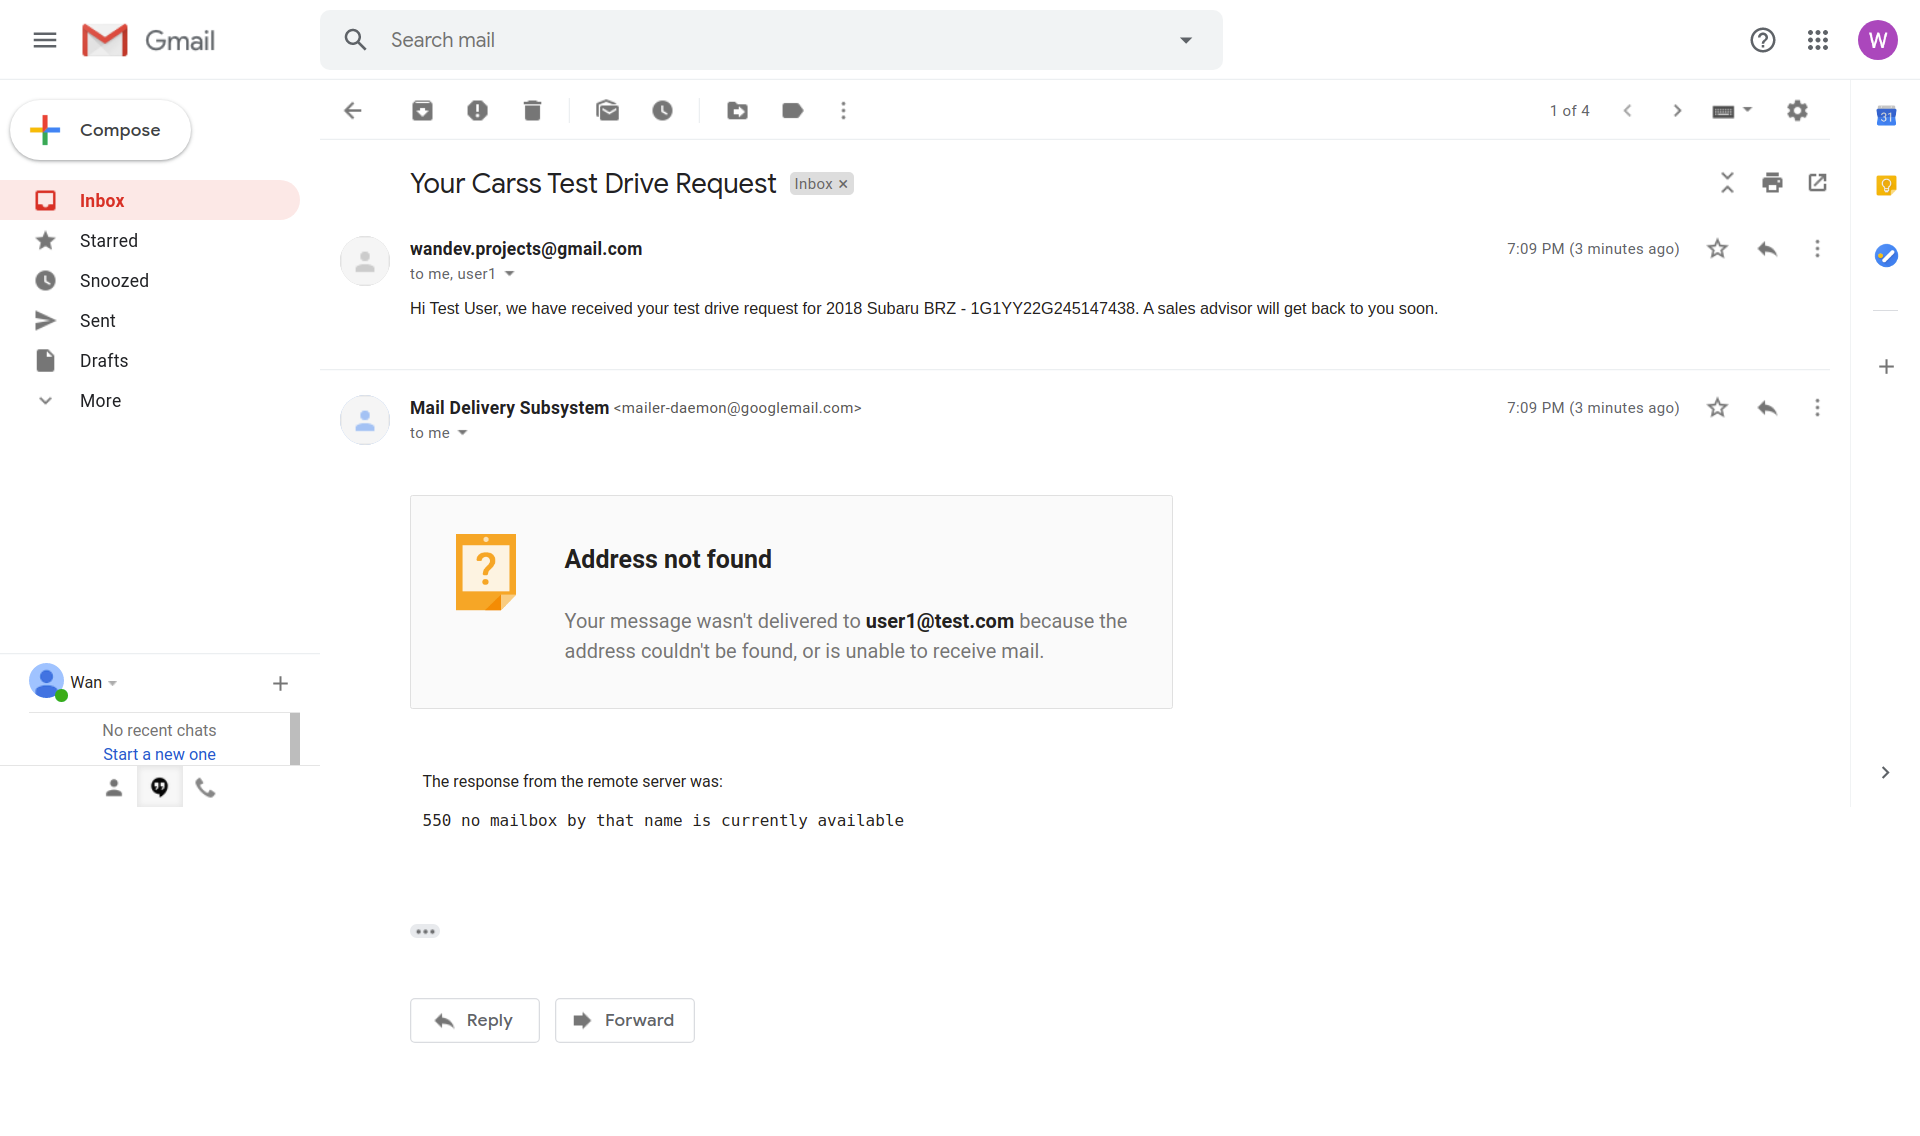 Gmail
Search mail
W
Compose
1 of 4
31
Inbox
Starred
Snoozed
Sent
Drafts
More
Your Carss Test Drive Request Inbox ×
wandev.projects@gmail.com 7:09 PM (3 minutes ago)
to me, user1
Hi Test User, we have received your test drive request for 2018 Subaru BRZ - 1G1YY22G245147438. A sales advisor will get back to you soon.
Mail Delivery Subsystem <mailer-daemon@googlemail.com> 7:09 PM (3 minutes ago)
to me
?
Address not found
Your message wasn't delivered to user1@test.com because the
address couldn't be found, or is unable to receive mail.
Wan
No recent chats
Start a new one
The response from the remote server was:
550 no mailbox by that name is currently available
Reply Forward